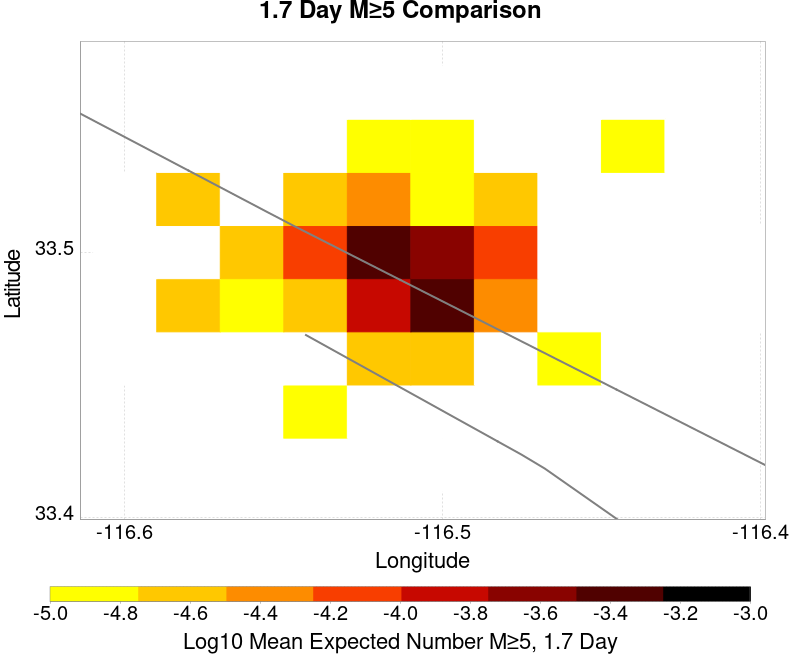 1.7 Day M≥5 Comparison
Latitude
33.5
33.4
-116.6 -116.5 -116.4
Longitude
-5.0 -4.8 -4.6 -4.4 -4.2 -4.0 -3.8 -3.6 -3.4 -3.2 -3.0
Log10 Mean Expected Number M≥5, 1.7 Day